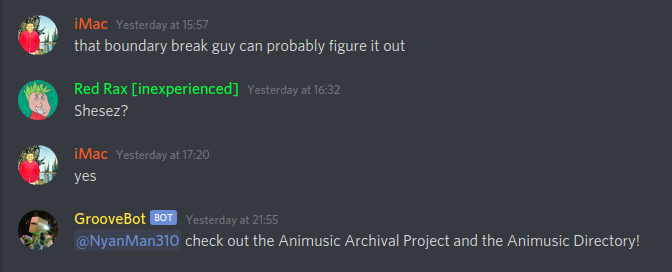 iMac Yesterday at 15:57
that boundary break guy can probably figure it out
Red Rax [inexperienced] Yesterday at 16:32
Shesez?
iMac Yesterday at 17:20
yes
GrooveBot BOT Yesterday at 21:55
@NyanMan310 check out the Animusic Archival Project and the Animusic Directory!